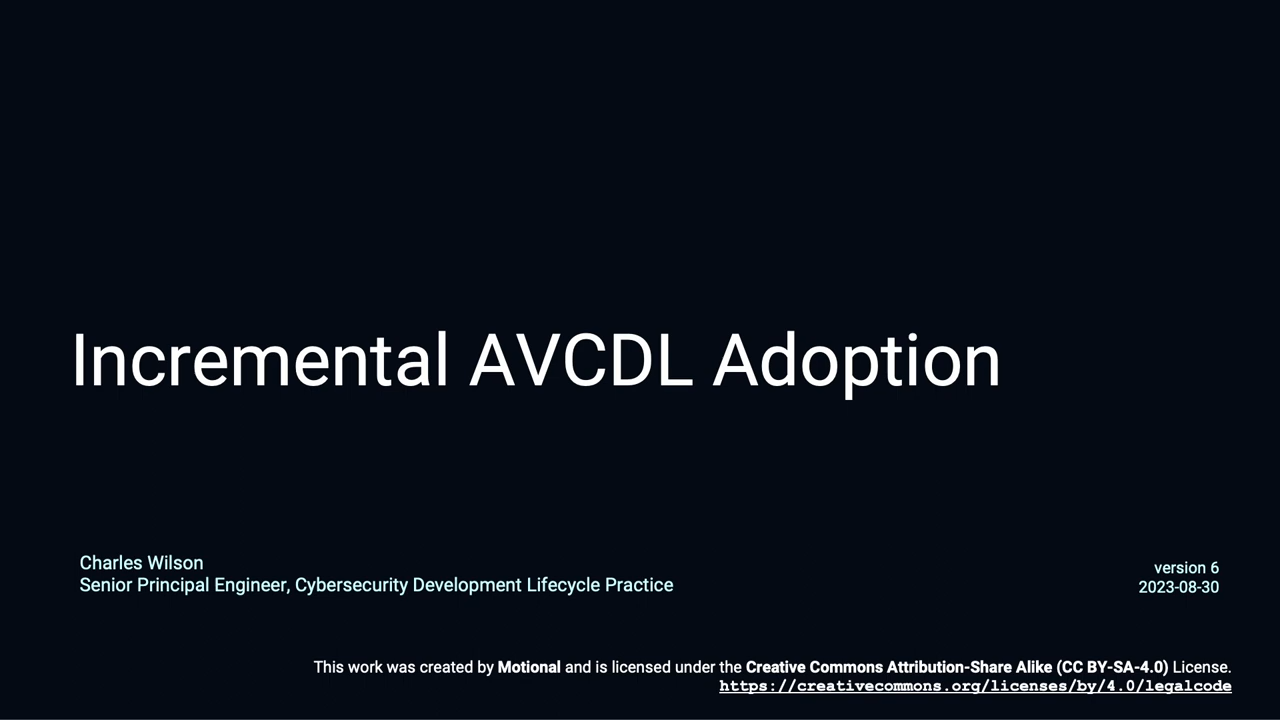 Incremental AVCDL Adoption
Charles Wilson
Senior Principal Engineer, Cybersecurity Development Lifecycle Practice
version 6
2023-08-30
This work was created by Motional and is licensed under the Creative Commons Attribution-Share Alike (CC BY-SA-4.0) License.
https://creativecommons.org/licenses/by/4.0/legalcode